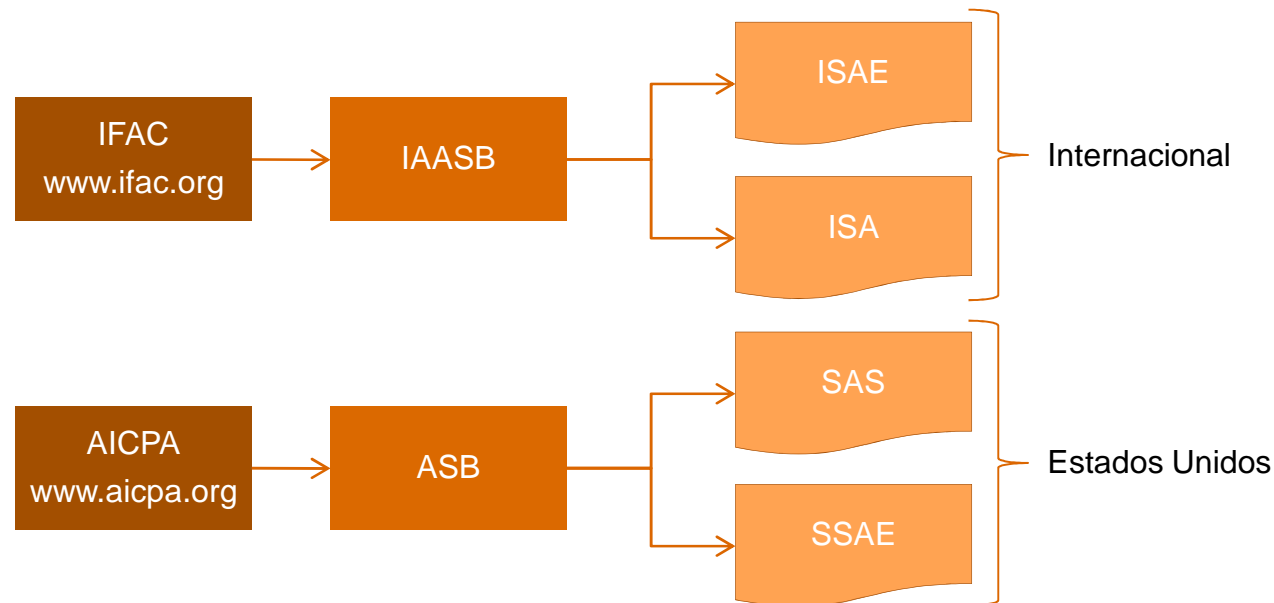 IFAC
www.ifac.org
IAASB
ISAE
ISA
Internacional
AICPA
www.aicpa.org
ASB
SAS
SSAE
Estados Unidos